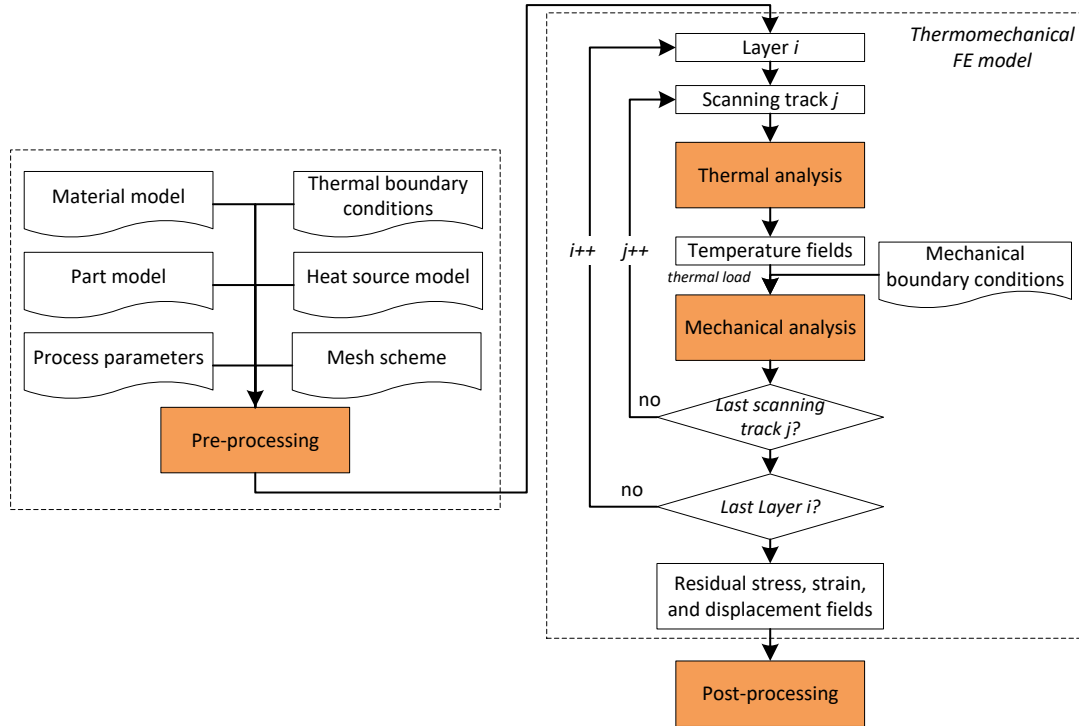 Material model
Thermal boundary
conditions
Part model
Heat source model
Process parameters
Mesh scheme
Pre-processing
Thermomechanical
FE model
Layer i
Scanning track j
Thermal analysis
i++
j++
Temperature fields
thermal load
Mechanical
boundary conditions
Mechanical analysis
no
Last scanning
track j?
no
Last Layer i?
Residual stress, strain,
and displacement fields
Post-processing